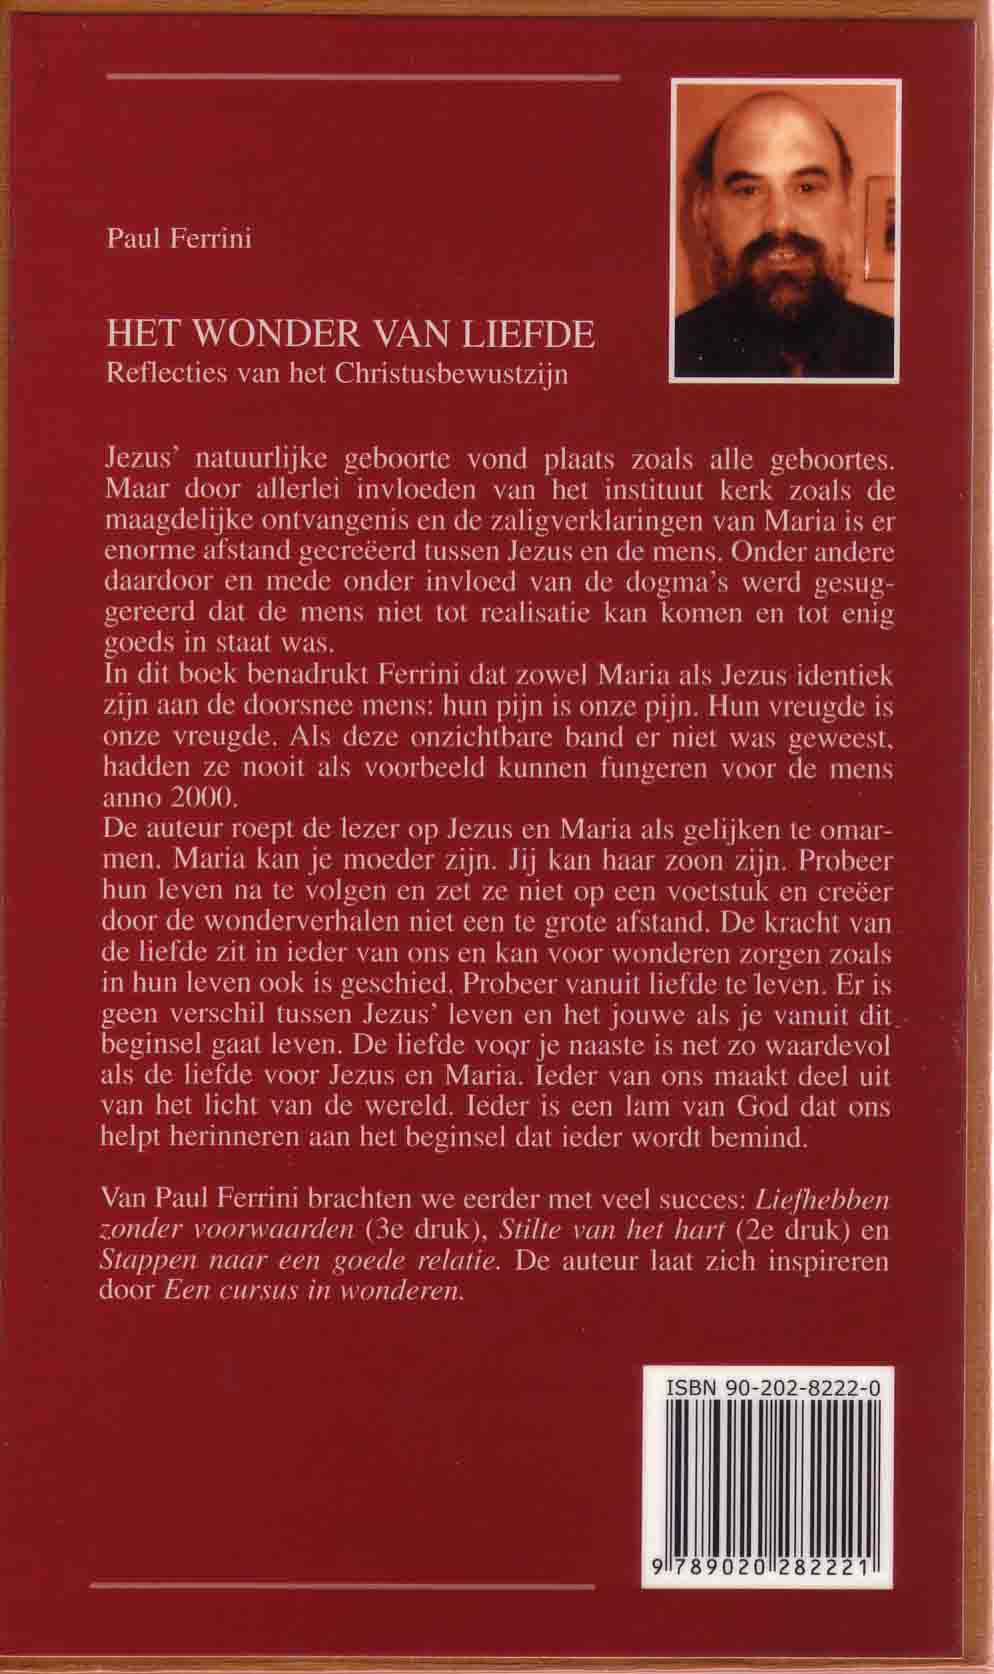 Paul Ferrini
HET WONDER VAN LIEFDE
Reflecties van het Christusbewustzijn
Jezus' natuurlijke geboorte vond plaats zoals alle geboortes.
Maar door allerlei invloeden van het instituut kerk zoals de
maagdelijke ontvangenis en de zaligverklaringen van Maria is er
enorme afstand gecreëerd tussen Jezus en de mens. Onder andere
daardoor en mede onder invloed van de dogma's werd gesug-
gereerd dat de mens niet tot realisatie kan komen en tot enig
goeds in staat was.
In dit boek benadrukt Ferrini dat zowel Maria als Jezus identiek
zijn aan de doorsnee mens: hun pijn is onze pijn. Hun vreugde is
onze vreugde. Als deze onzichtbare band er niet was geweest,
hadden ze nooit als voorbeeld kunnen fungeren voor de mens
anno 2000.
De auteur roept de lezer op Jezus en Maria als gelijken te omar-
men. Maria kan je moeder zijn. Jij kan haar zoon zijn. Probeer
hun leven na te volgen en zet ze niet op een voetstuk en creëer
door de wonderverhalen niet een te grote afstand. De kracht van
de liefde zit in ieder van ons en kan voor wonderen zorgen zoals
in hun leven ook is geschied. Probeer vanuit liefde te leven. Er is
geen verschil tussen Jezus' leven en het jouwe als je vanuit dit
beginsel gaat leven. De liefde voor je naaste is net zo waardevol
als de liefde voor Jezus en Maria. Ieder van ons maakt deel uit
van het licht van de wereld. Ieder is een lam van God dat ons
helpt herinneren aan het beginsel dat ieder wordt bemind.
Van Paul Ferrini brachten we eerder met veel succes: Liefhebben
zonder voorwaarden (3e druk), Stilte van het hart (2e druk) en
Stappen naar een goede relatie. De auteur laat zich inspireren
door Een cursus in wonderen.
ISBN 90-202-8222-0
9 789020 282221